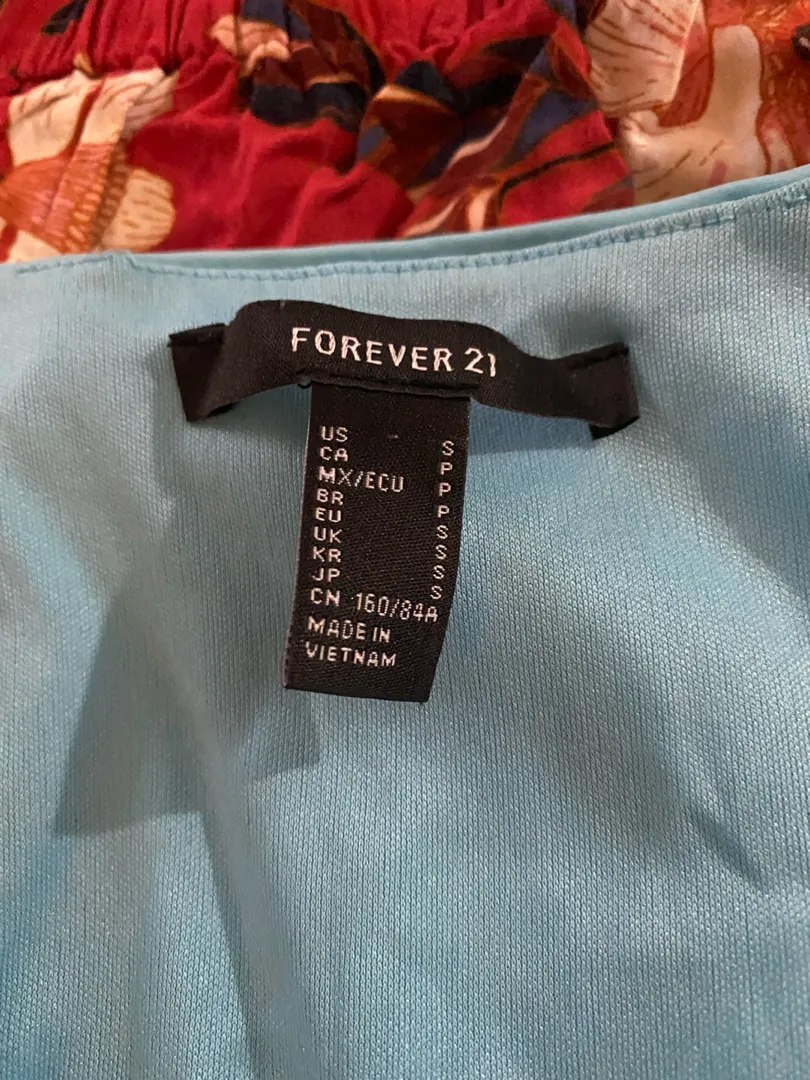 FOREVER 21
US S
CA P
MX/ECU P
BR P
EU S
UK S
KR S
JP S
CN 160/84A
MADE IN
VIETNAM